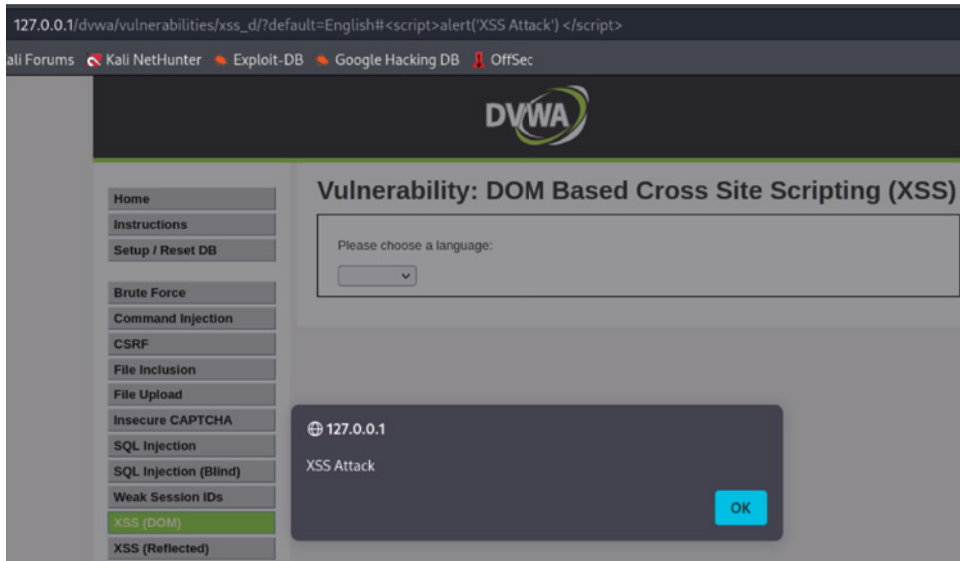 127.0.0.1/dvwa/vulnerabilities/xss_d/?default=English#<script>alert('XSS Attack') </script>
ali Forums Kali NetHunter Exploit-DB Google Hacking DB OffSec
DVWA
Vulnerability: DOM Based Cross Site Scripting (XSS)
Please choose a language:
Home
Instructions
Setup / Reset DB
Brute Force
Command Injection
CSRF
File Inclusion
File Upload
Insecure CAPTCHA
SQL Injection
SQL Injection (Blind)
Weak Session IDs
XSS (DOM)
XSS (Reflected)
127.0.0.1
XSS Attack
OK